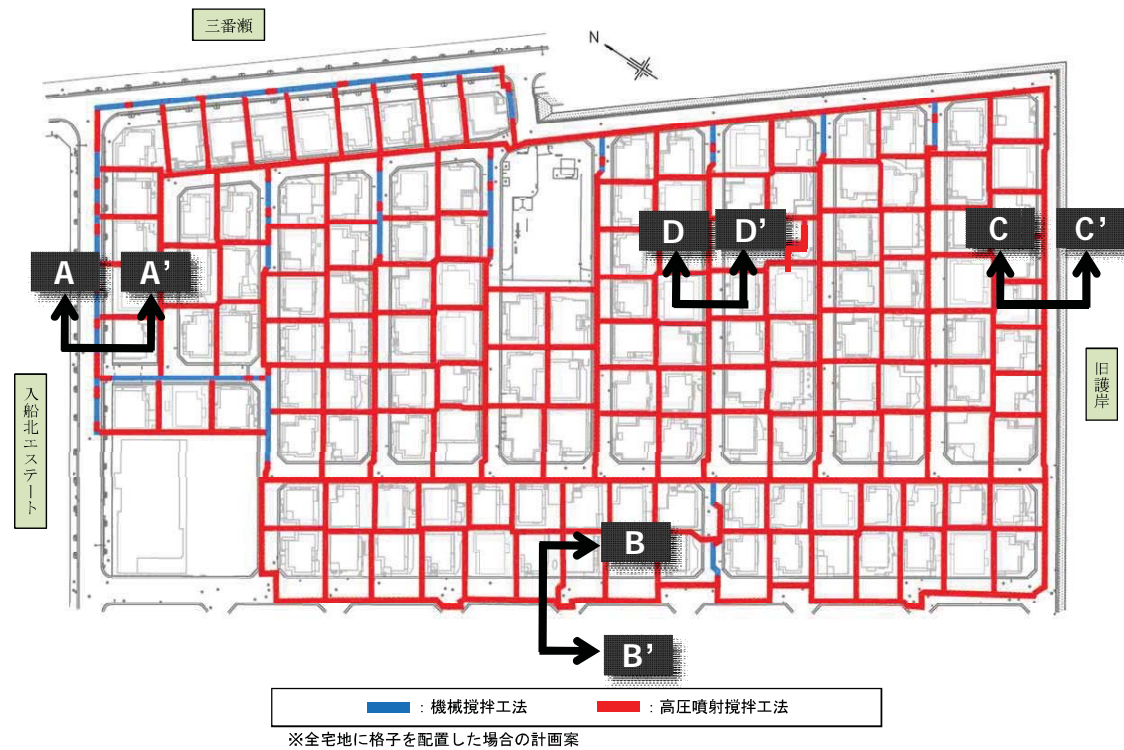 三番瀬
N
A
A’
D
D’
C
C’
入船北エステート
旧護岸
B
B’
：機械撹拌工法
：高圧噴射撹拌工法
※全宅地に格子を配置した場合の計画案